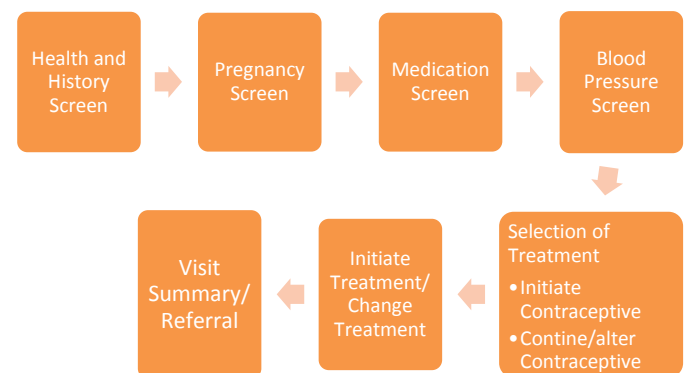 Health and
History
Screen
Pregnancy
Screen
Medication
Screen
Blood
Pressure
Screen
Selection of
Treatment
•Initiate
Contraceptive
•Contine/alter
Contraceptive
Initiate
Treatment/
Change
Treatment
Visit
Summary/
Referral